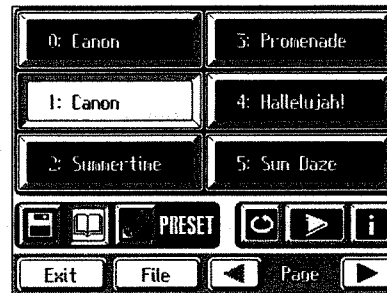 0: Canon
1: Canon
2: Summertime
3: Promenade
4: Hallelujah!
5: Sun Daze
PRESET
i
Exit
File
Page